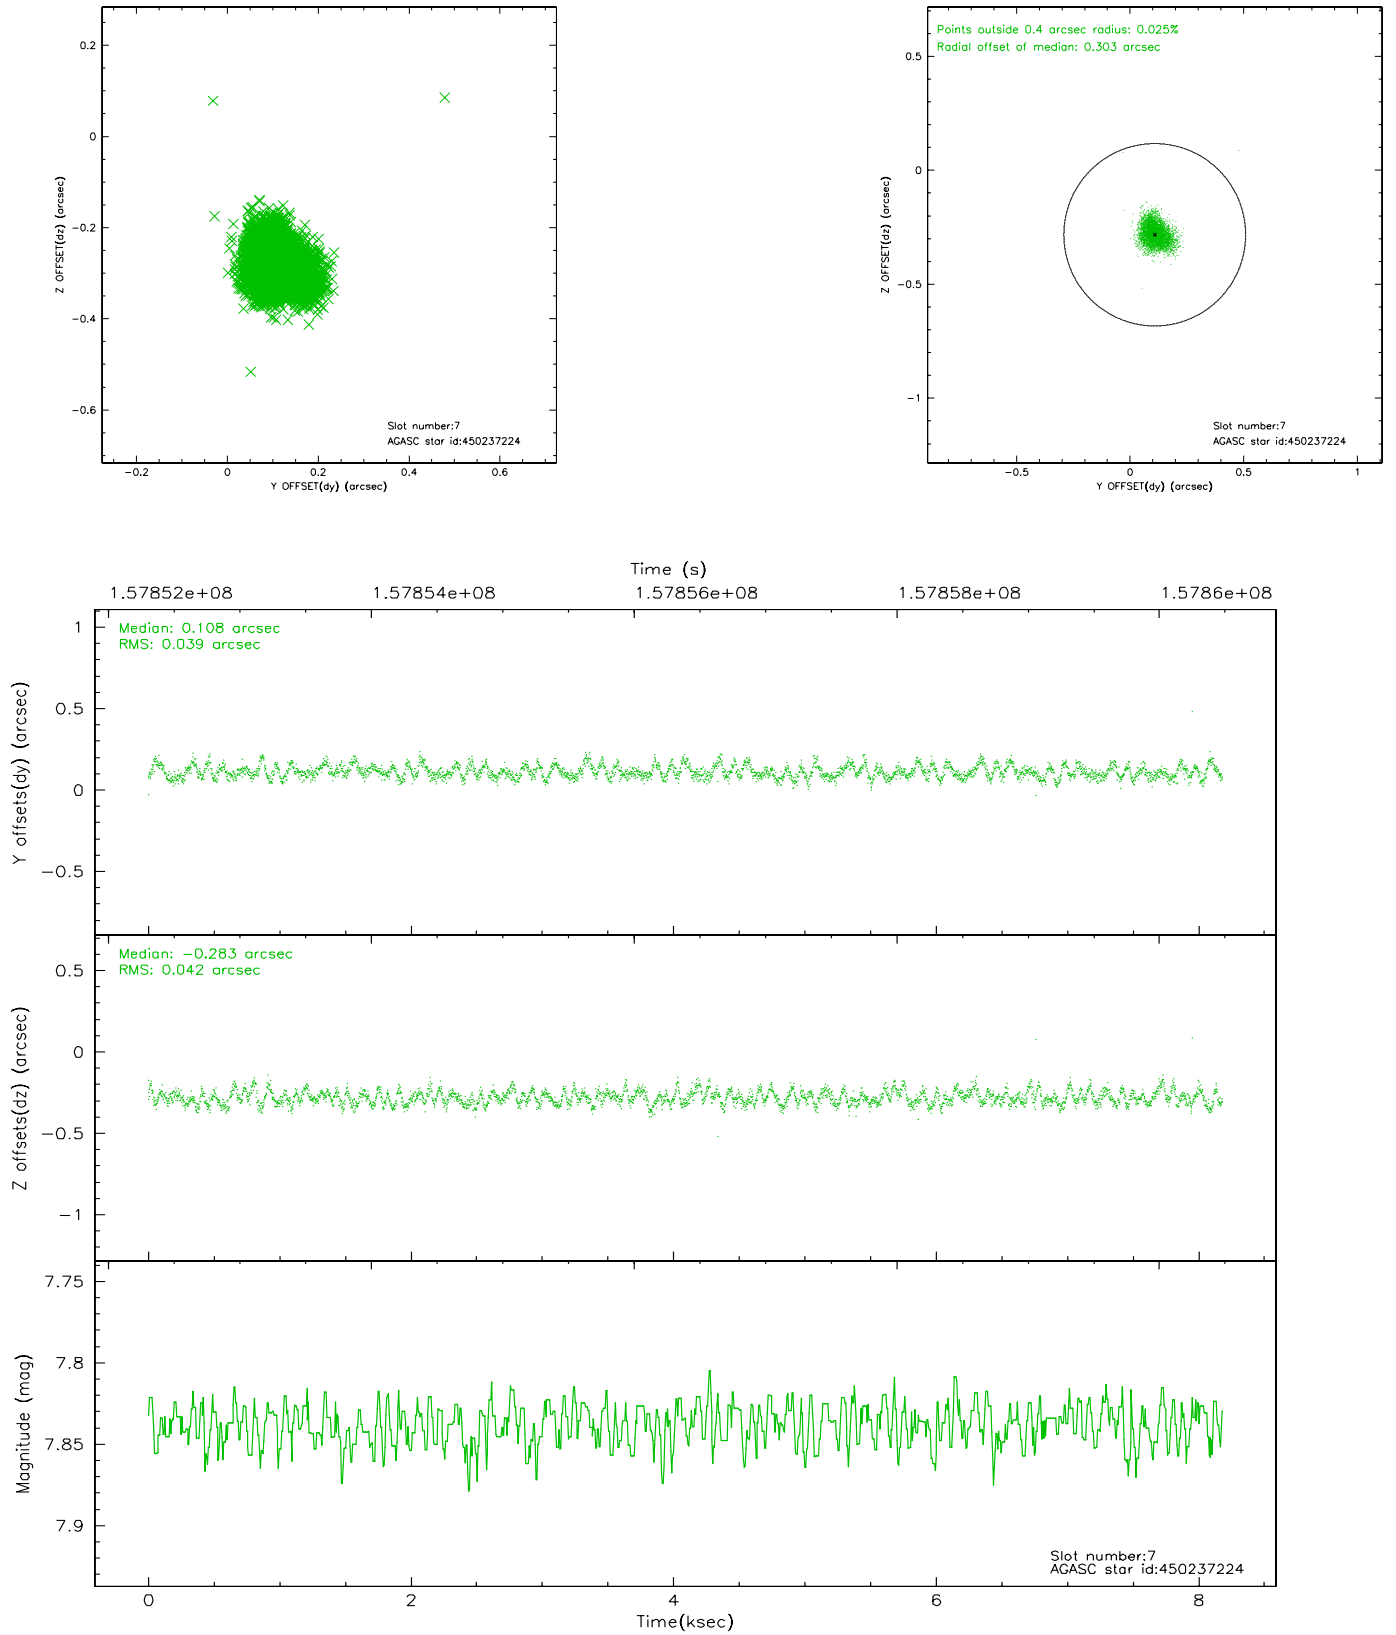 0.2
0
−0.2
−0.4
−0.6
Z OFFSET(dz) (arcsec)
Slot number:7
AGASC star id:450237224
−0.2 0 0.2 0.4 0.6
Y OFFSET(dy) (arcsec)
Points outside 0.4 arcsec radius: 0.025%
Radial offset of median: 0.303 arcsec
0.5
0
−0.5
−1
Z OFFSET(dz) (arcsec)
Slot number:7
AGASC star id:450237224
−0.5 0 0.5 1
Y OFFSET(dy) (arcsec)
Time (s)
1.57852e+08 1.57854e+08 1.57856e+08 1.57858e+08 1.5786e+08
Median: 0.108 arcsec
RMS: 0.039 arcsec
1
0.5
0
−0.5
Y offsets(dy) (arcsec)
Median: −0.283 arcsec
RMS: 0.042 arcsec
0.5
0
−0.5
−1
Z offsets(dz) (arcsec)
7.75
7.8
7.85
7.9
Magnitude (mag)
Slot number:7
AGASC star id:450237224
0 2 4 6 8
Time(ksec)